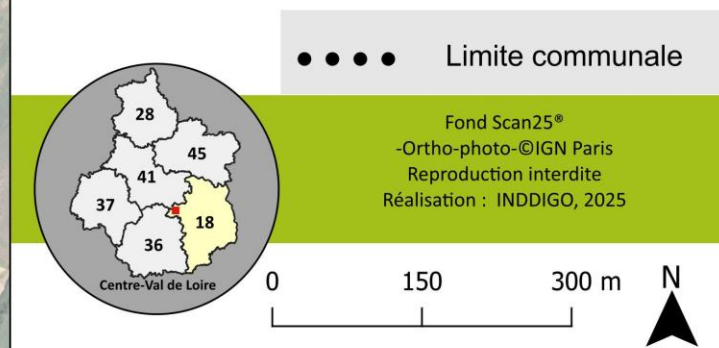 Limite communale
Fond Scan25®
-Ortho-photo-©IGN Paris
Reproduction interdite
Réalisation : INDDIGO, 2025
28
45
41
37
18
36
Centre-Val de Loire
0 150 300 m
N